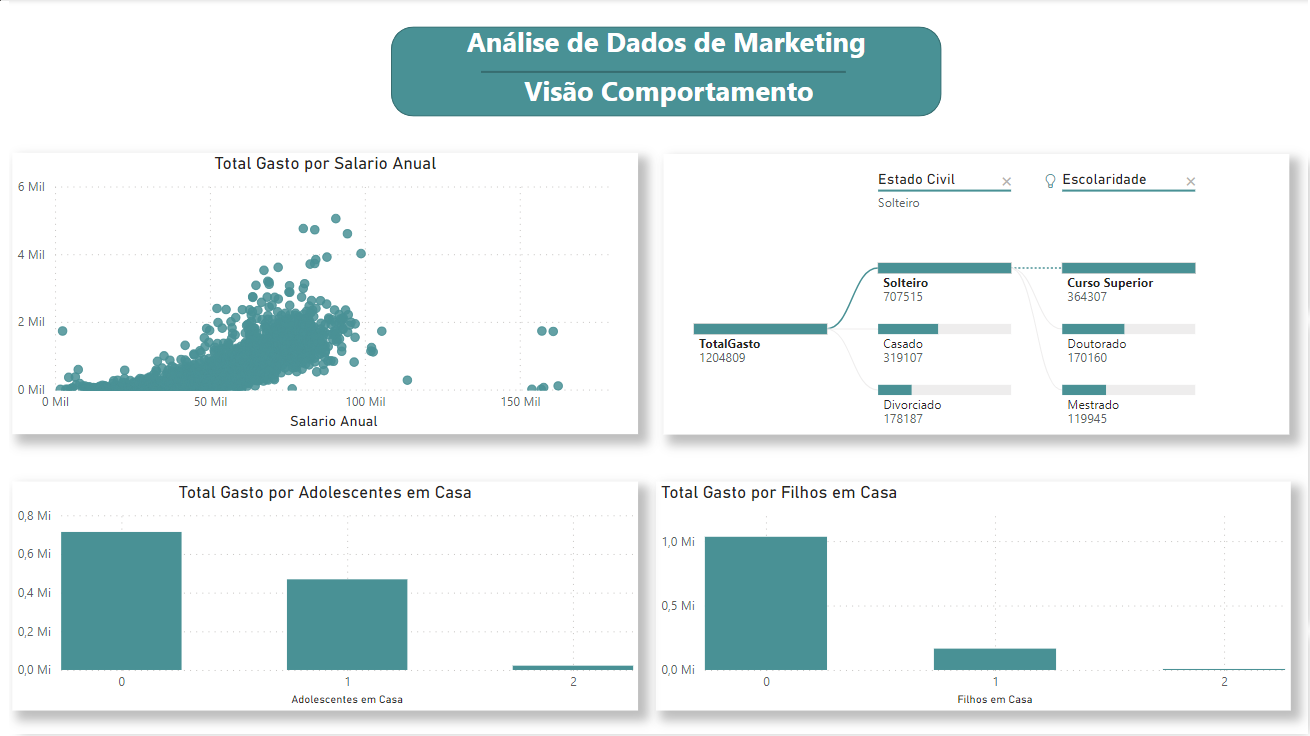 Análise de Dados de Marketing
Visão Comportamento
Total Gasto por Salario Anual
6 Mil
4 Mil
2 Mil
0 Mil
0 Mil 50 Mil 100 Mil 150 Mil
Salario Anual
Estado Civil
Escolaridade
Solteiro
TotalGasto
1204809
Solteiro
707515
Casado
319107
Divorciado
178187
Curso Superior
364307
Doutorado
170160
Mestrado
119945
Total Gasto por Adolescentes em Casa
0,8 Mi
0,6 Mi
0,4 Mi
0,2 Mi
0,0 Mi
0 1 2
Adolescentes em Casa
Total Gasto por Filhos em Casa
1,0 Mi
0,5 Mi
0,0 Mi
0 1 2
Filhos em Casa